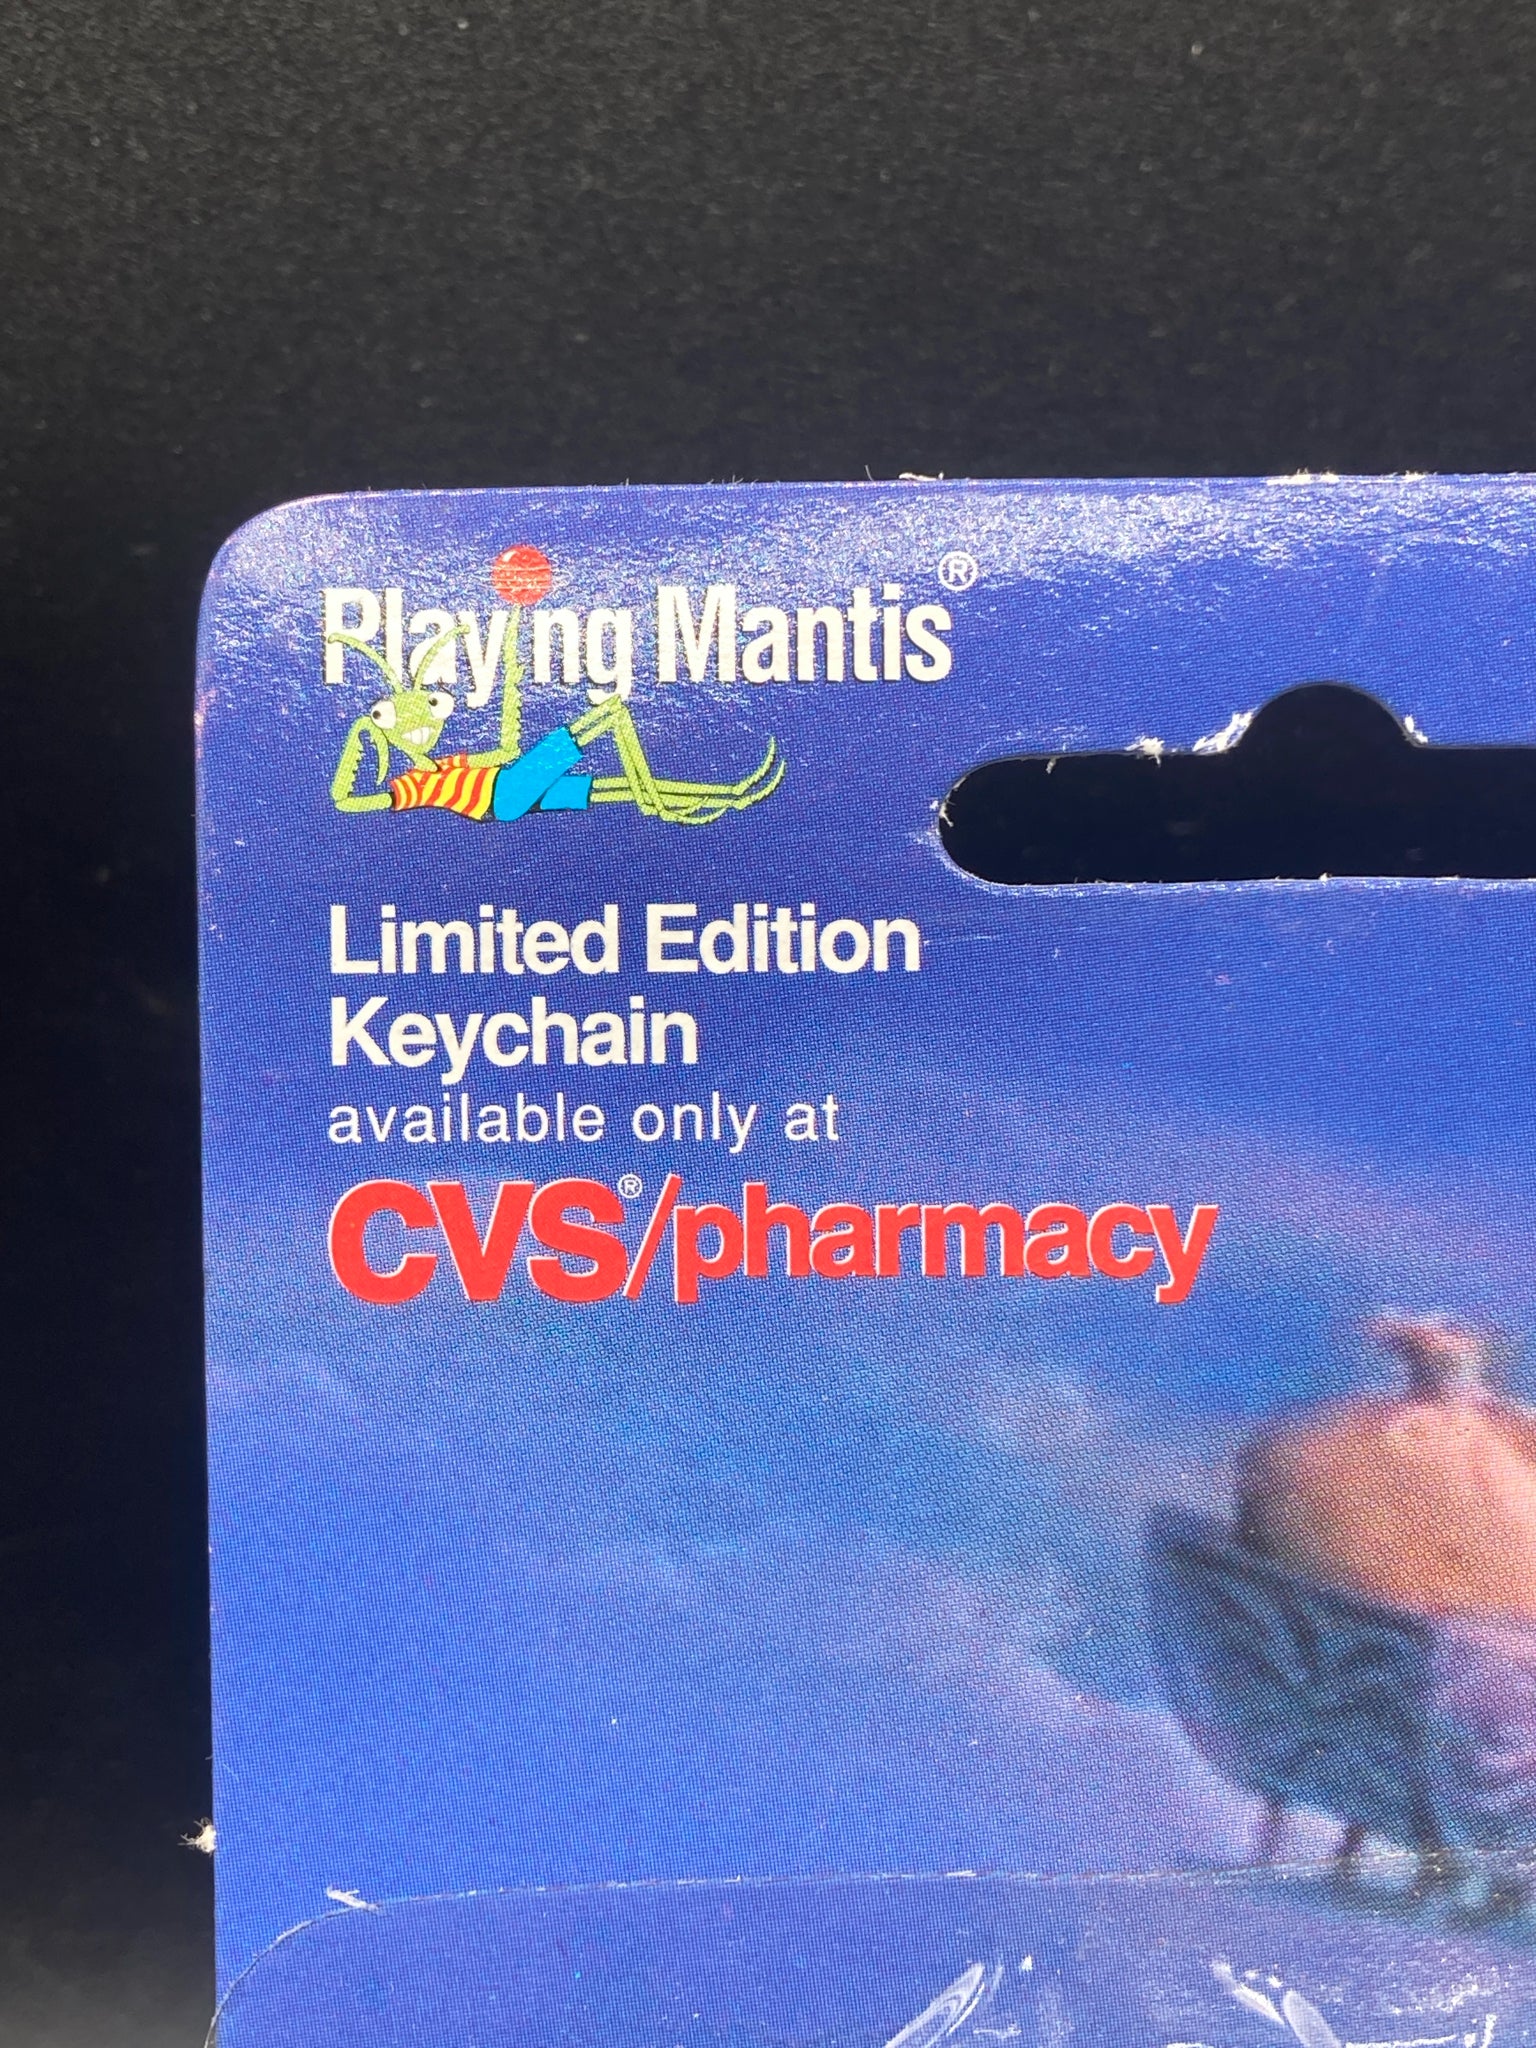 Playing Mantis®
Limited Edition
Keychain
available only at
CVS®/pharmacy